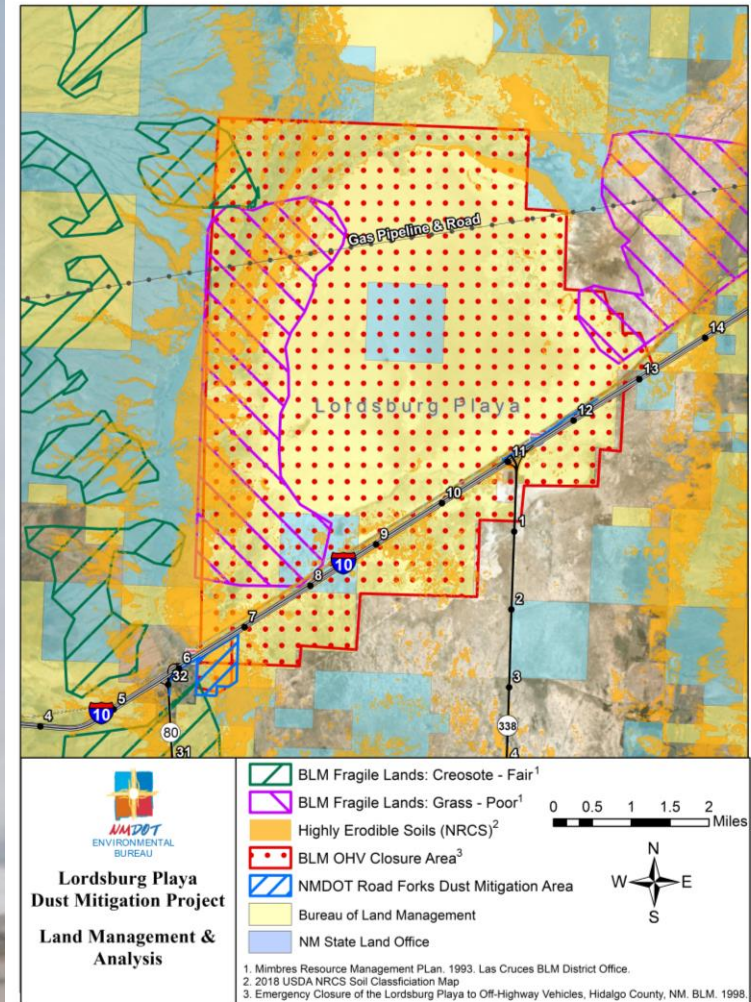 Gas Pipeline & Road
14
13
12
Lordsburg Playa
11
10
1
9
10
8
2
7
6
32
3
5
10
4
80
338
31
4
NMDOT
ENVIRONMENTAL
BUREAU
Lordsburg Playa
Dust Mitigation Project
Land Management &
Analysis
BLM Fragile Lands: Creosote - Fair1
BLM Fragile Lands: Grass - Poor1
Highly Erodible Soils (NRCS)2
BLM OHV Closure Area3
NMDOT Road Forks Dust Mitigation Area
Bureau of Land Management
NM State Land Office
0 0.5 1 1.5 2
Miles
N
W E
S
1. Mimbres Resource Management PLan. 1993. Las Cruces BLM District Office.
2. 2018 USDA NRCS Soil Classficiation Map
3. Emergency Closure of the Lordsburg Playa to Off-Highway Vehicles, Hidalgo County, NM. BLM. 1998.